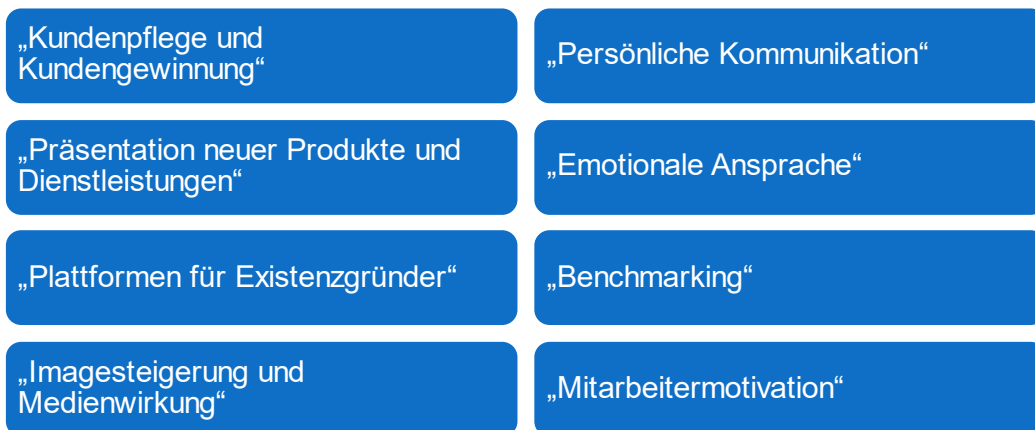 „Kundenpflege und
Kundengewinnung“
„Persönliche Kommunikation“
„Präsentation neuer Produkte und
Dienstleistungen“
„Emotionale Ansprache“
„Plattformen für Existenzgründer“
„Benchmarking“
„Imagesteigerung und
Medienwirkung“
„Mitarbeitermotivation“